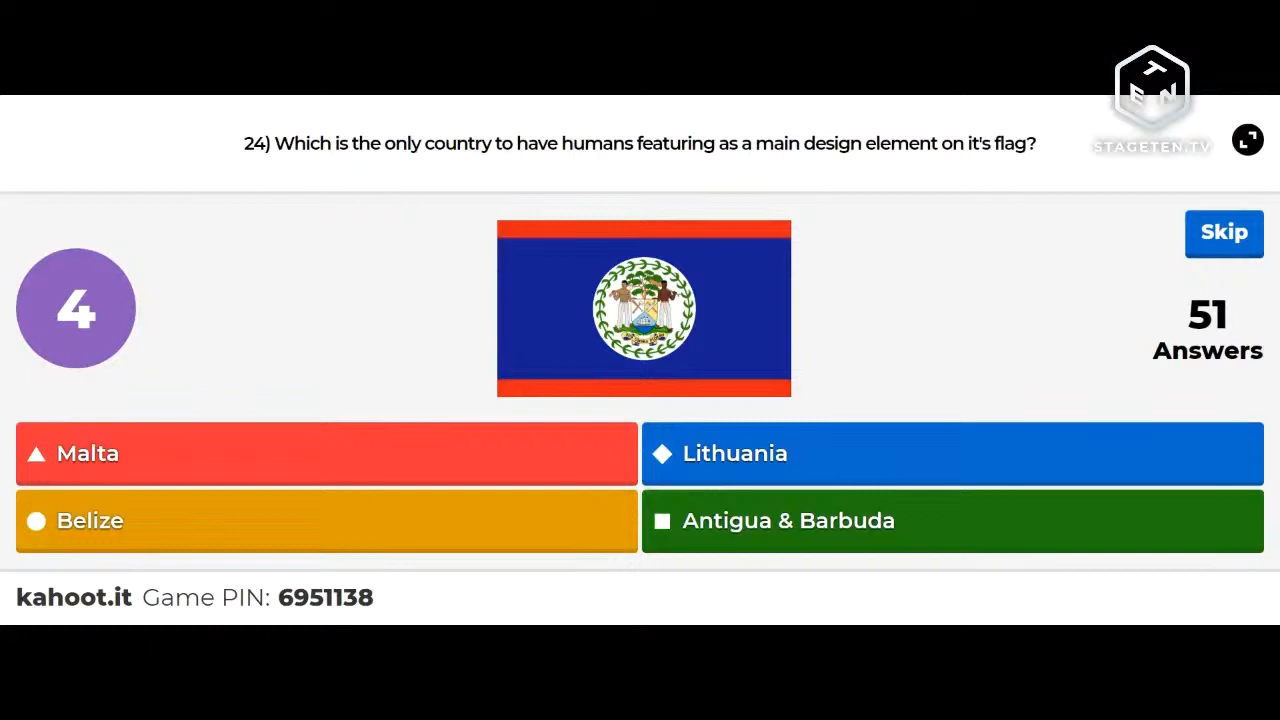 TEN
STAGETEN.TV
24) Which is the only country to have humans featuring as a main design element on it's flag?
Skip
4
51
Answers
Malta
Lithuania
Belize
Antigua & Barbuda
kahoot.it Game PIN: 6951138